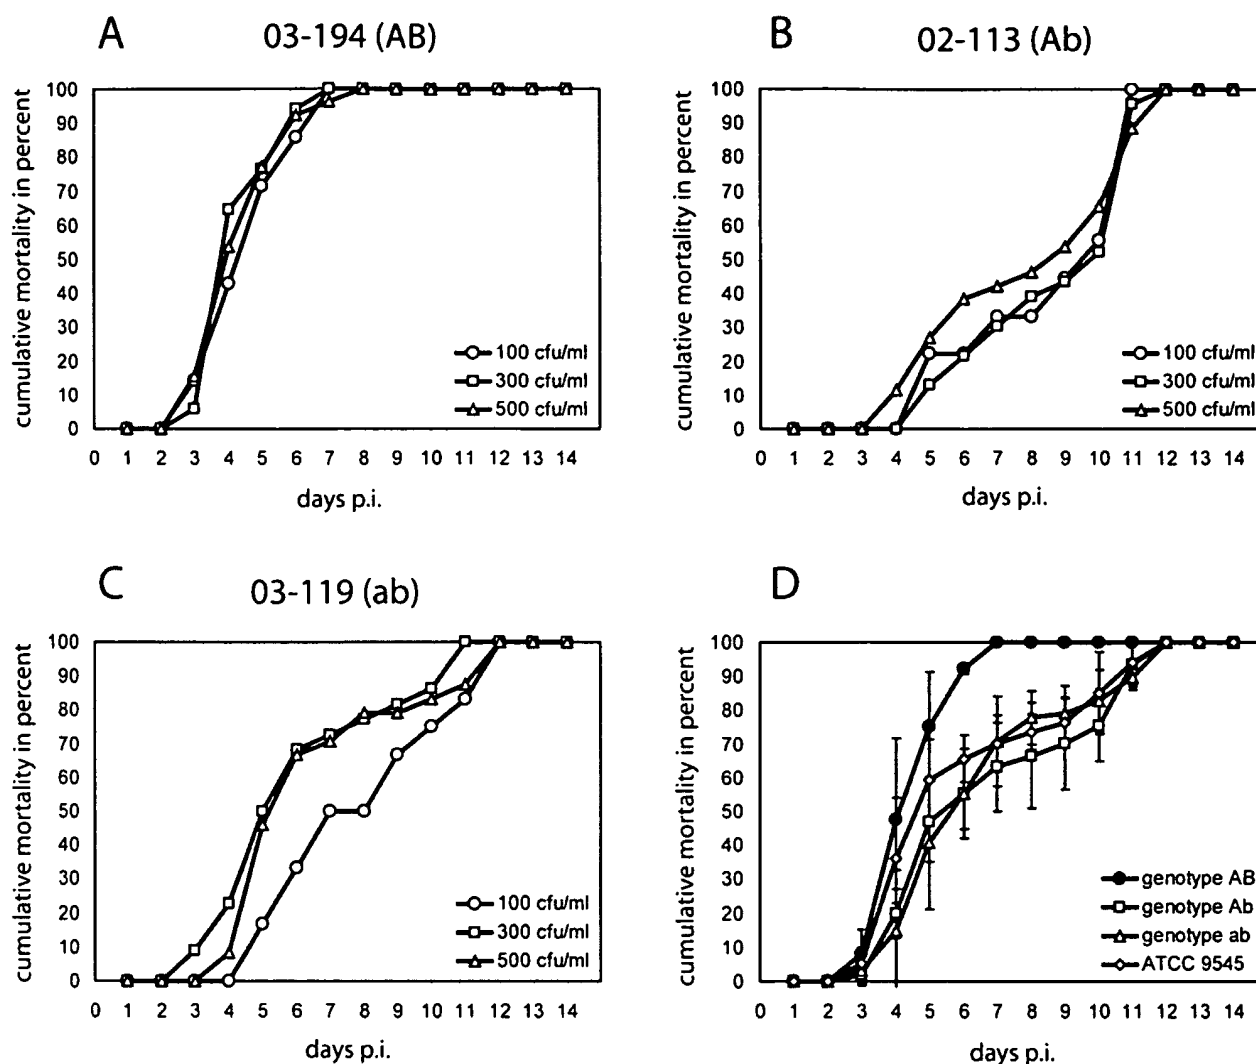 A
03-194 (AB)
cumulative mortality in percent
100
90
80
70
60
50
40
30
20
10
0
0 1 2 3 4 5 6 7 8 9 10 11 12 13 14
days p.i.
100 cfu/ml
300 cfu/ml
500 cfu/ml
B
02-113 (Ab)
cumulative mortality in percent
100
90
80
70
60
50
40
30
20
10
0
0 1 2 3 4 5 6 7 8 9 10 11 12 13 14
days p.i.
100 cfu/ml
300 cfu/ml
500 cfu/ml
C
03-119 (ab)
cumulative mortality in percent
100
90
80
70
60
50
40
30
20
10
0
0 1 2 3 4 5 6 7 8 9 10 11 12 13 14
days p.i.
100 cfu/ml
300 cfu/ml
500 cfu/ml
D
cumulative mortality in percent
100
90
80
70
60
50
40
30
20
10
0
0 1 2 3 4 5 6 7 8 9 10 11 12 13 14
days p.i.
genotype AB
genotype Ab
genotype ab
ATCC 9545